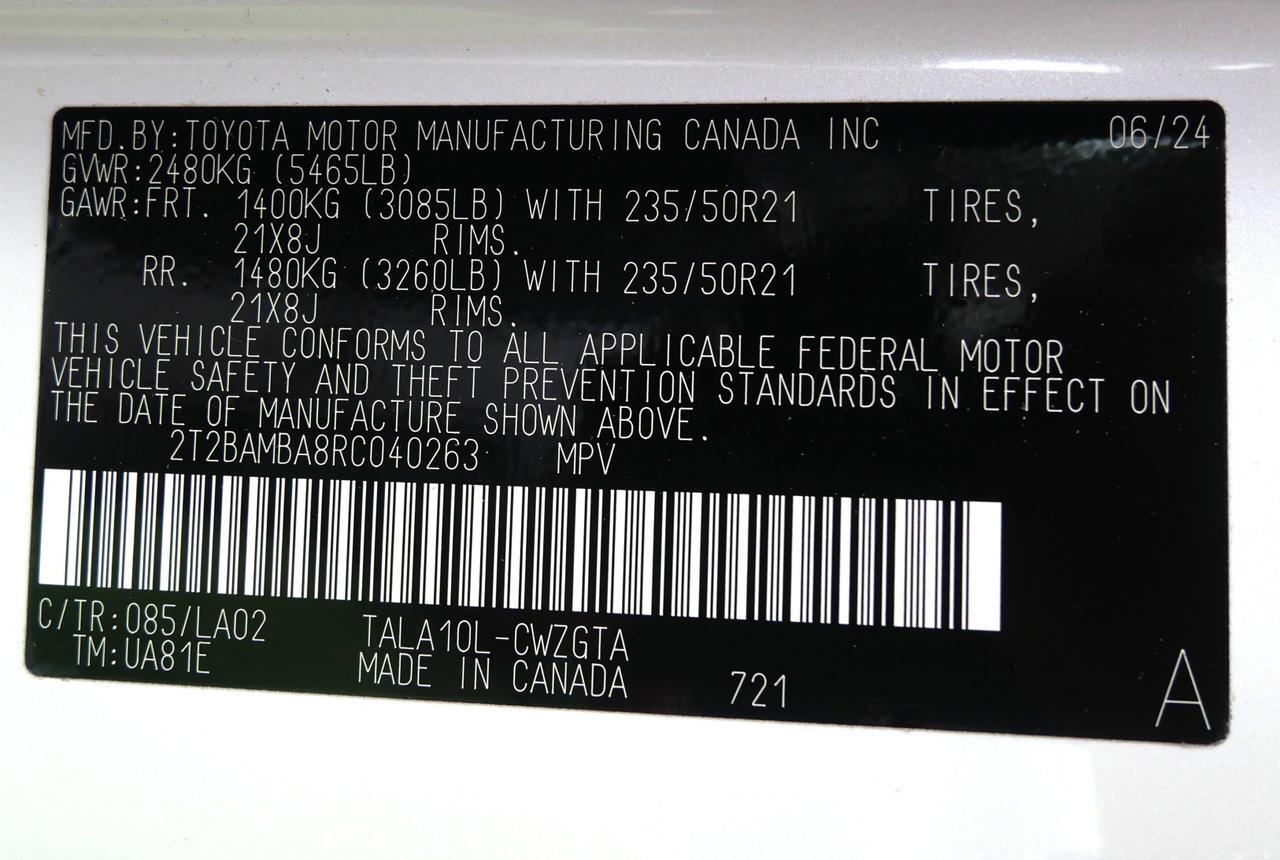 MFD. BY: TOYOTA MOTOR MANUFACTURING CANADA INC 06/24
GVWR: 2480KG (5465LB)
GAWR: FRT. 1400KG (3085LB) WITH 235/50R21 TIRES,
21X8J RIMS.
RR. 1480KG (3260LB) WITH 235/50R21 TIRES,
21X8J RIMS.
THIS VEHICLE CONFORMS TO ALL APPLICABLE FEDERAL MOTOR
VEHICLE SAFETY AND THEFT PREVENTION STANDARDS IN EFFECT ON
THE DATE OF MANUFACTURE SHOWN ABOVE.
2T2BAMBA8RC040263 MPV
C/TR: 085/LA02 TALA10L-CWZGTA
TM: UA81E MADE IN CANADA 721
A